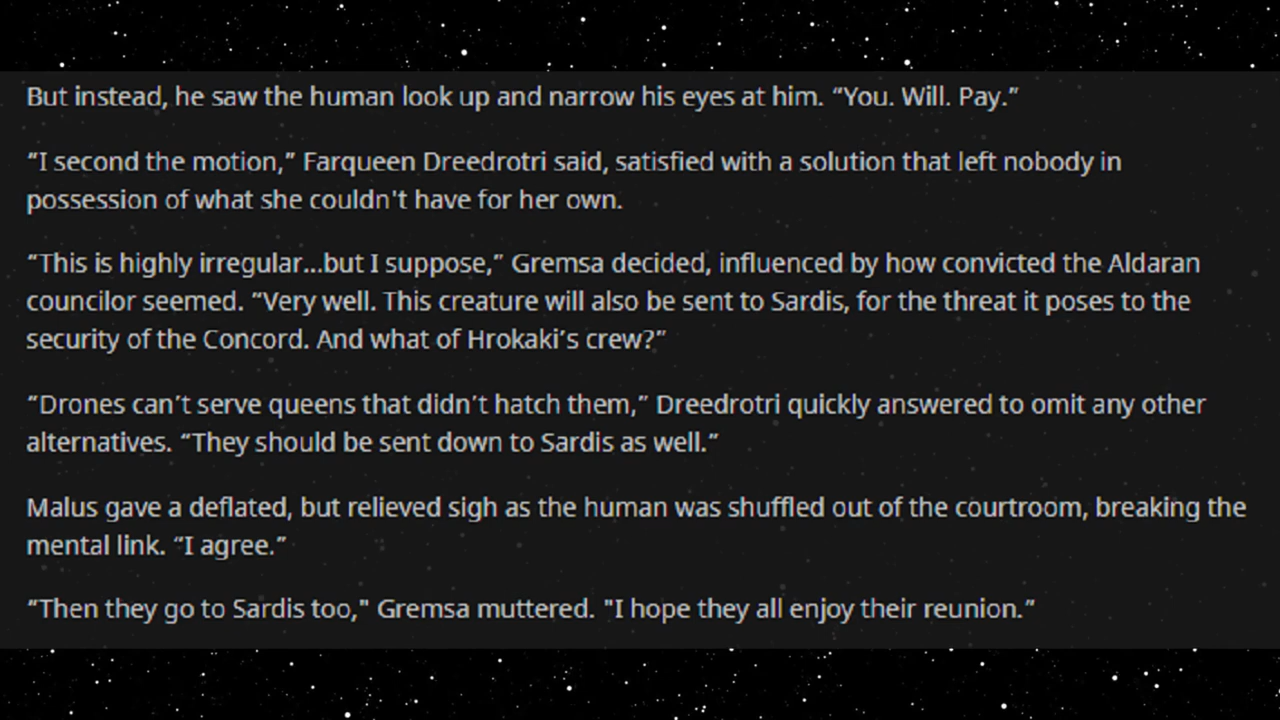 But instead, he saw the human look up and narrow his eyes at him. “You. Will. Pay.”
“I second the motion,” Farqueen Dreedrotri said, satisfied with a solution that left nobody in
possession of what she couldn't have for her own.
“This is highly irregular...but I suppose,” Gremsa decided, influenced by how convicted the Aldaran
councilor seemed. “Very well. This creature will also be sent to Sardis, for the threat it poses to the
security of the Concord. And what of Hrokaki’s crew?”
“Drones can’t serve queens that didn’t hatch them,” Dreedrotri quickly answered to omit any other
alternatives. “They should be sent down to Sardis as well.”
Malus gave a deflated, but relieved sigh as the human was shuffled out of the courtroom, breaking the
mental link. “I agree.”
“Then they go to Sardis too," Gremsa muttered. "I hope they all enjoy their reunion.”